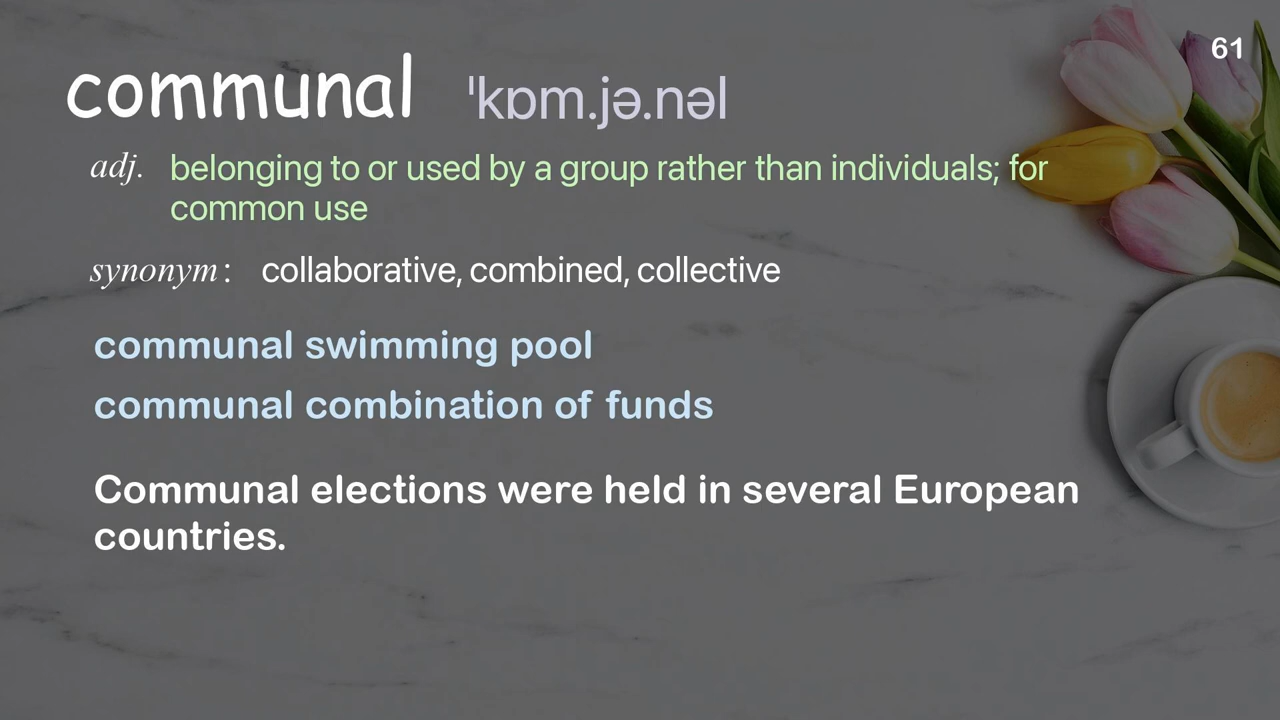 61
communal ˈkɒm.jə.nəl
adj. belonging to or used by a group rather than individuals; for
common use
synonym: collaborative, combined, collective
communal swimming pool
communal combination of funds
Communal elections were held in several European
countries.